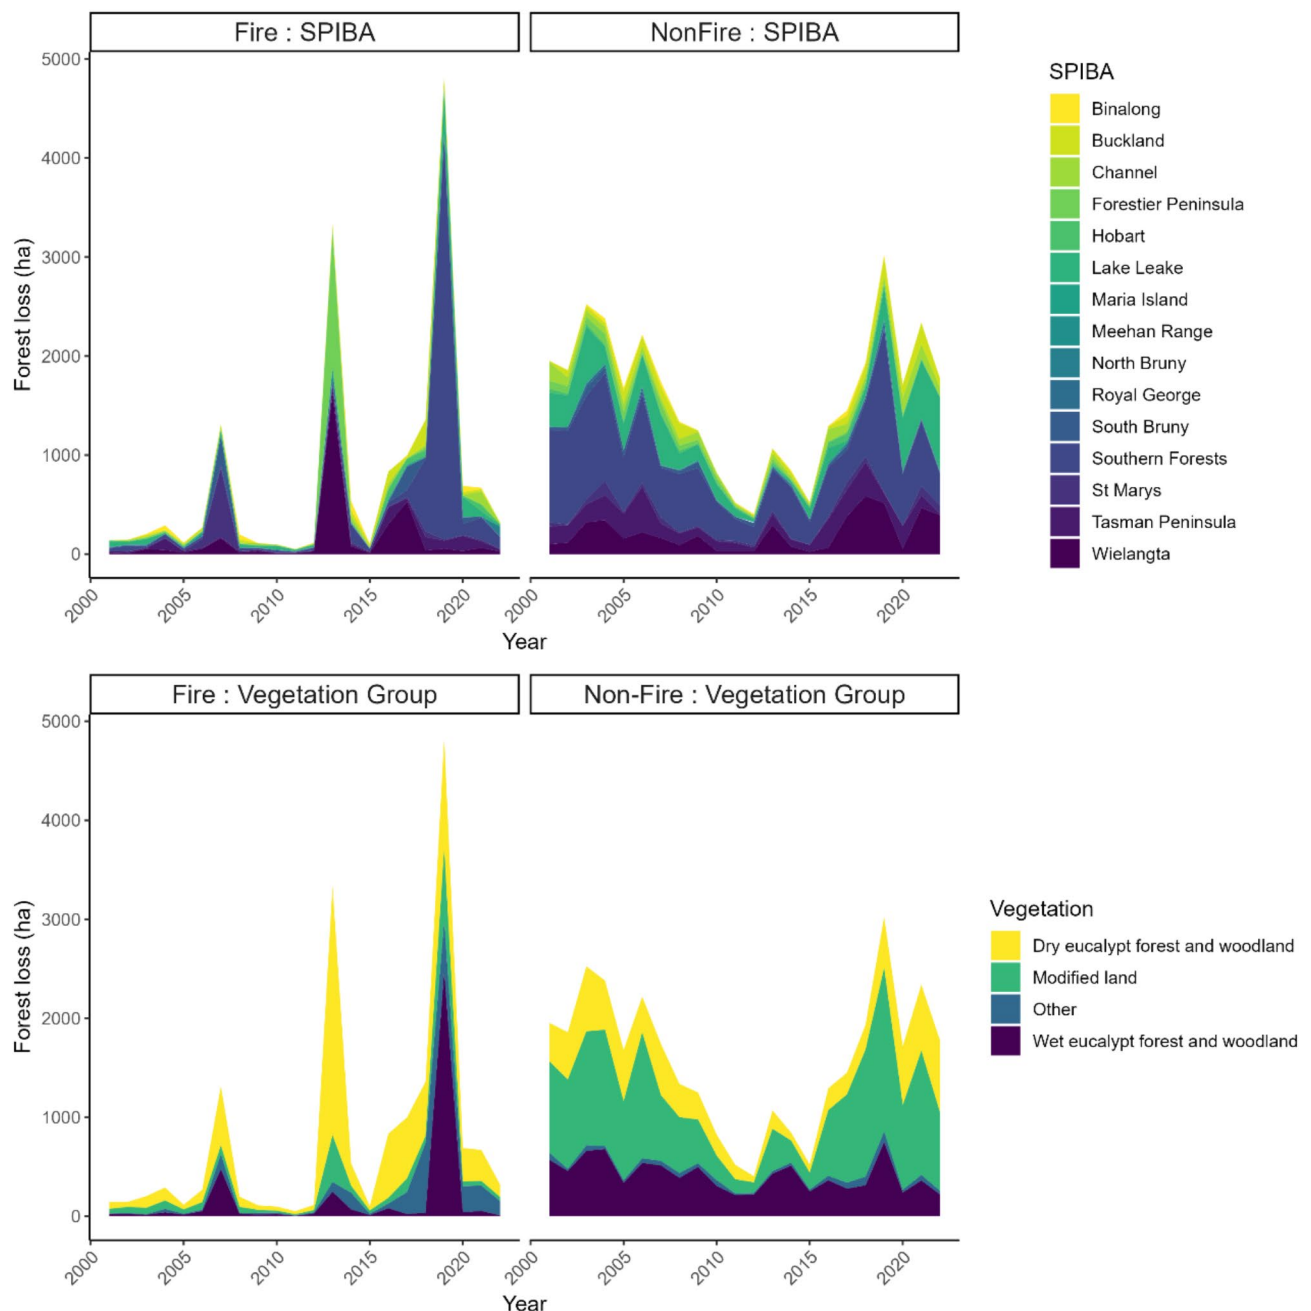 Fire : SPIBA
NonFire : SPIBA
Forest loss (ha)
5000
4000
3000
2000
1000
0
2000
2005
2010
2015
2020
2000
2005
2010
2015
2020
Year
SPIBA
Binalong
Buckland
Channel
Forestier Peninsula
Hobart
Lake Leake
Maria Island
Meehan Range
North Bruny
Royal George
South Bruny
Southern Forests
St Marys
Tasman Peninsula
Wielangta
Fire : Vegetation Group
Non-Fire : Vegetation Group
Forest loss (ha)
5000
4000
3000
2000
1000
0
2000
2005
2010
2015
2020
2000
2005
2010
2015
2020
Year
Vegetation
Dry eucalypt forest and woodland
Modified land
Other
Wet eucalypt forest and woodland